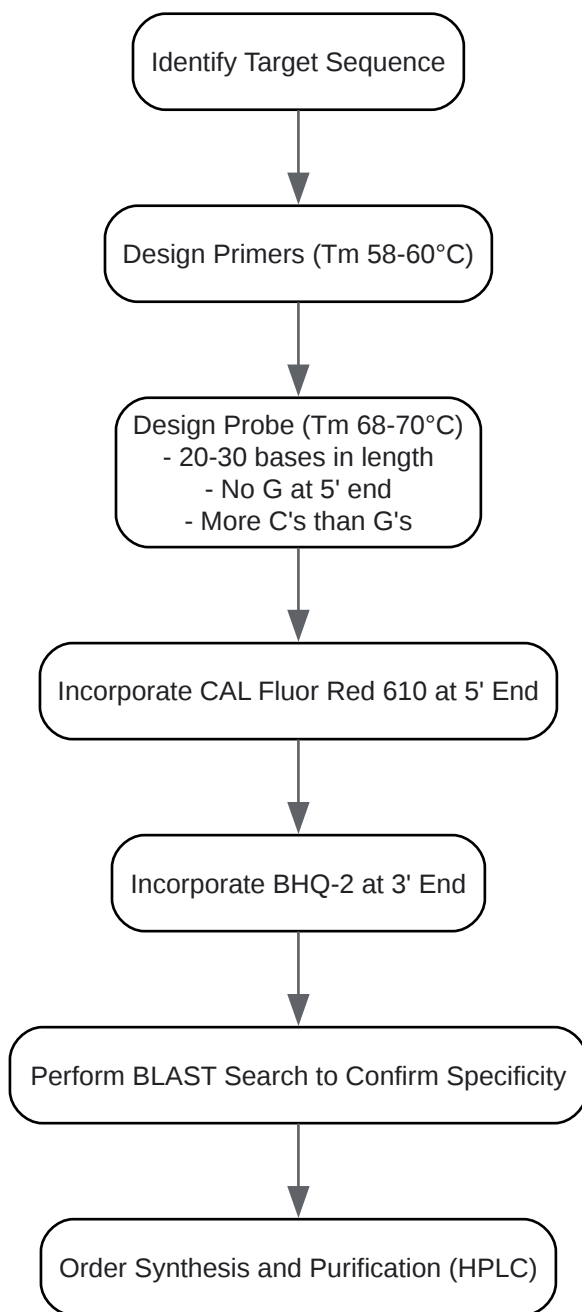 Identify Target Sequence
Design Primers (Tm 58-60°C)
Design Probe (Tm 68-70°C)
- 20-30 bases in length
- No G at 5' end
- More C's than G's
Incorporate CAL Fluor Red 610 at 5' End
Incorporate BHQ-2 at 3' End
Perform BLAST Search to Confirm Specificity
Order Synthesis and Purification (HPLC)